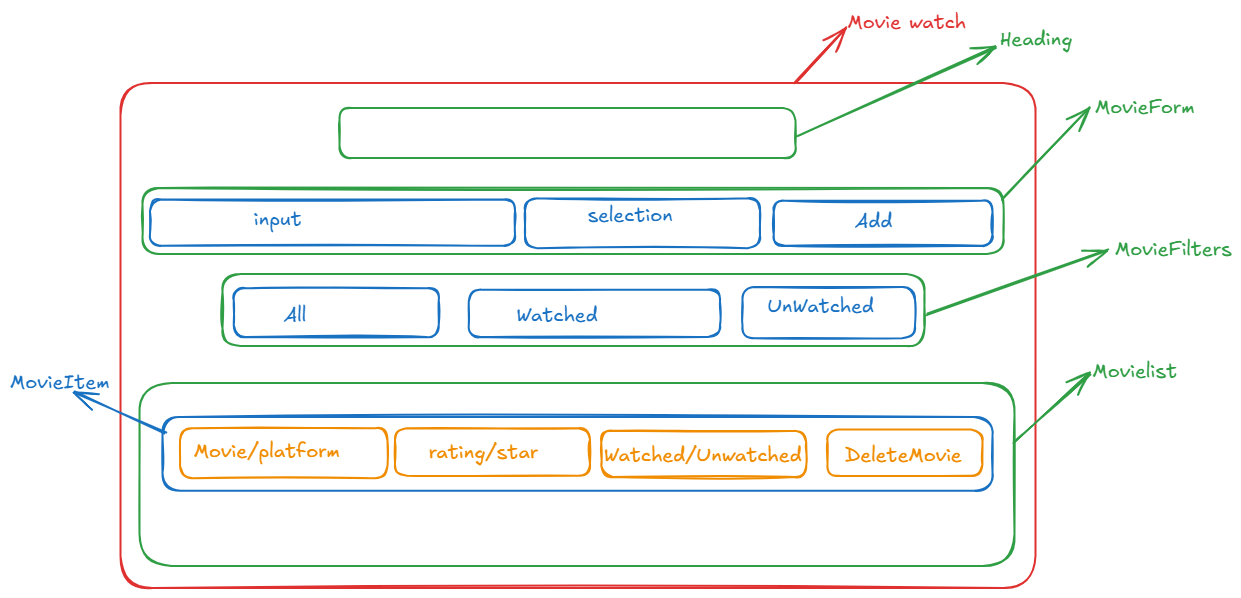 Movie watch
Heading
MovieForm
input
selection
Add
MovieFilters
All
Watched
UnWatched
Movielist
MovieItem
Movie/platform
rating/star
Watched/Unwatched
DeleteMovie